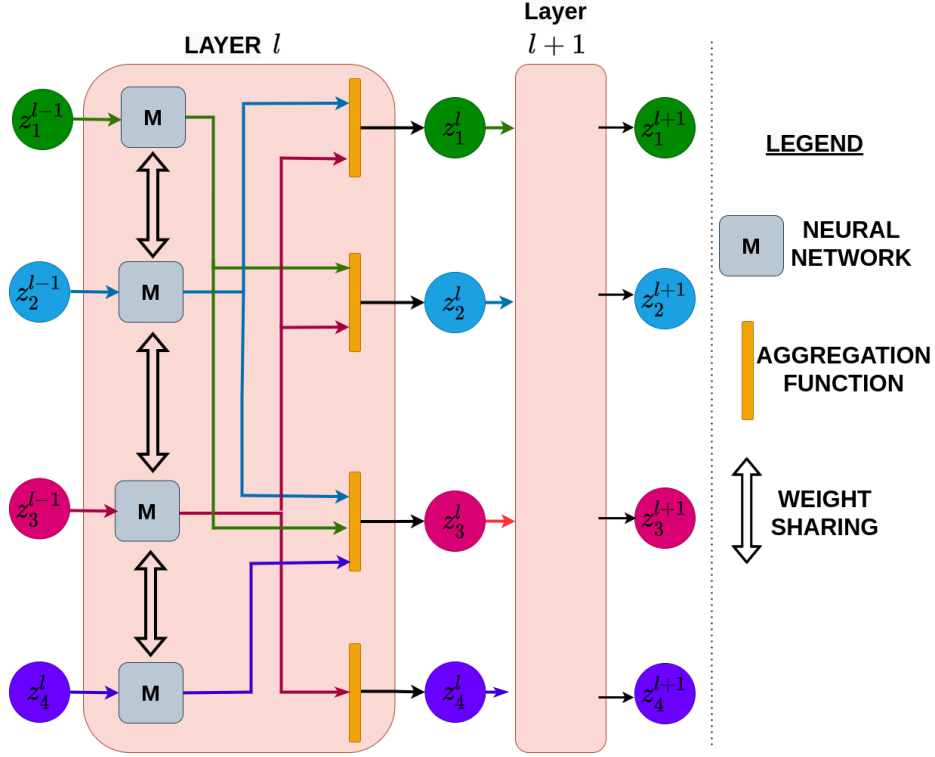 LAYER l
Layer
l + 1
z_1^{l-1}
M
z_1^l
z_1^{l+1}
z_2^{l-1}
M
z_2^l
z_2^{l+1}
z_3^{l-1}
M
z_3^l
z_3^{l+1}
z_4^l
M
z_4^l
z_4^{l+1}
LEGEND
M
NEURAL
NETWORK
AGGREGATION
FUNCTION
WEIGHT
SHARING